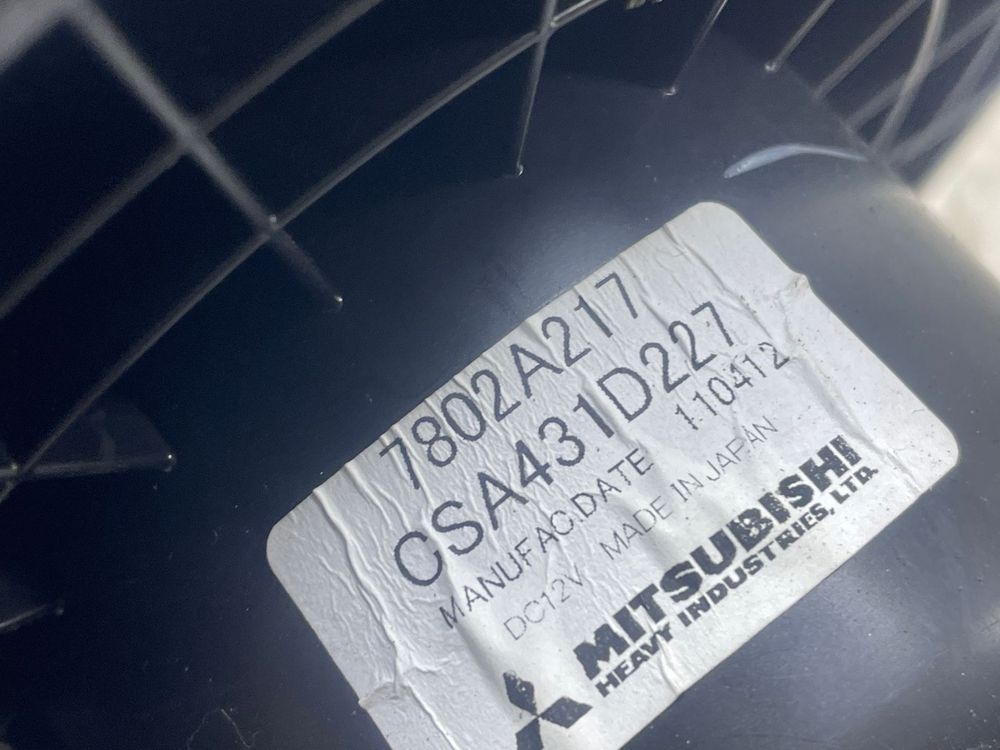 7802A217
CSA431D227
MANUFAC.DATE 110412
DC12V MADE IN JAPAN
MITSUBISHI
HEAVY INDUSTRIES, LTD.